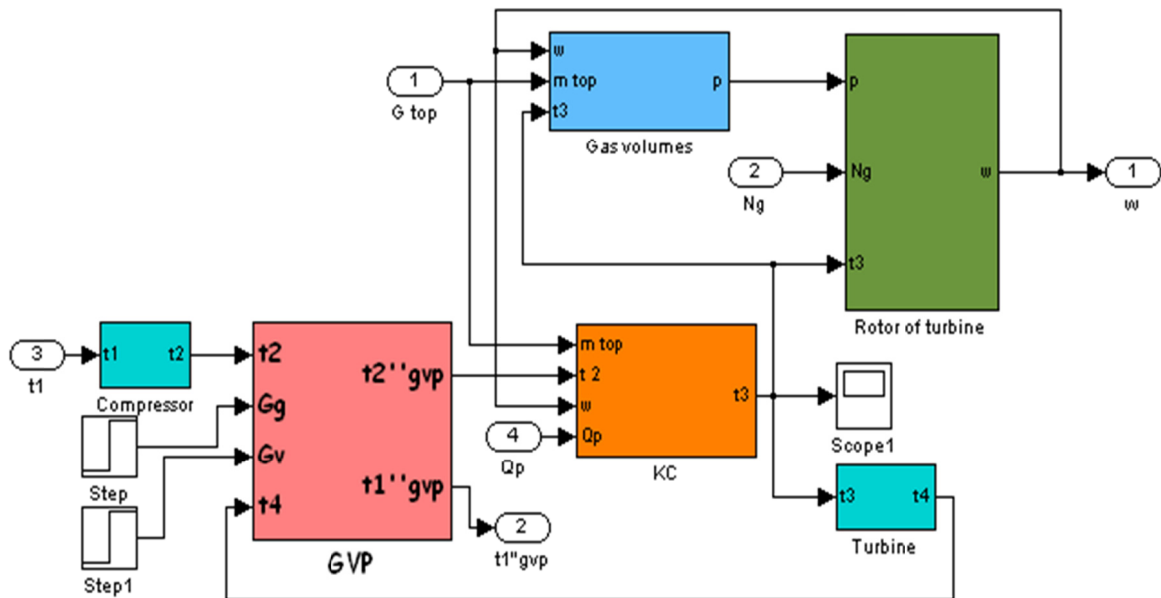 w
m top
t3
p
Gas volumes
1
G top
p
Ng
t3
w
Rotor of turbine
2
Ng
1
w
3
t1
t1
t2
Compressor
Step
Step1
t2
Gg
Gv
t4
t2''gvp
t1''gvp
GVP
2
t1"gvp
m top
t 2
w
Qp
t3
KC
4
Qp
Scope1
t3
t4
Turbine